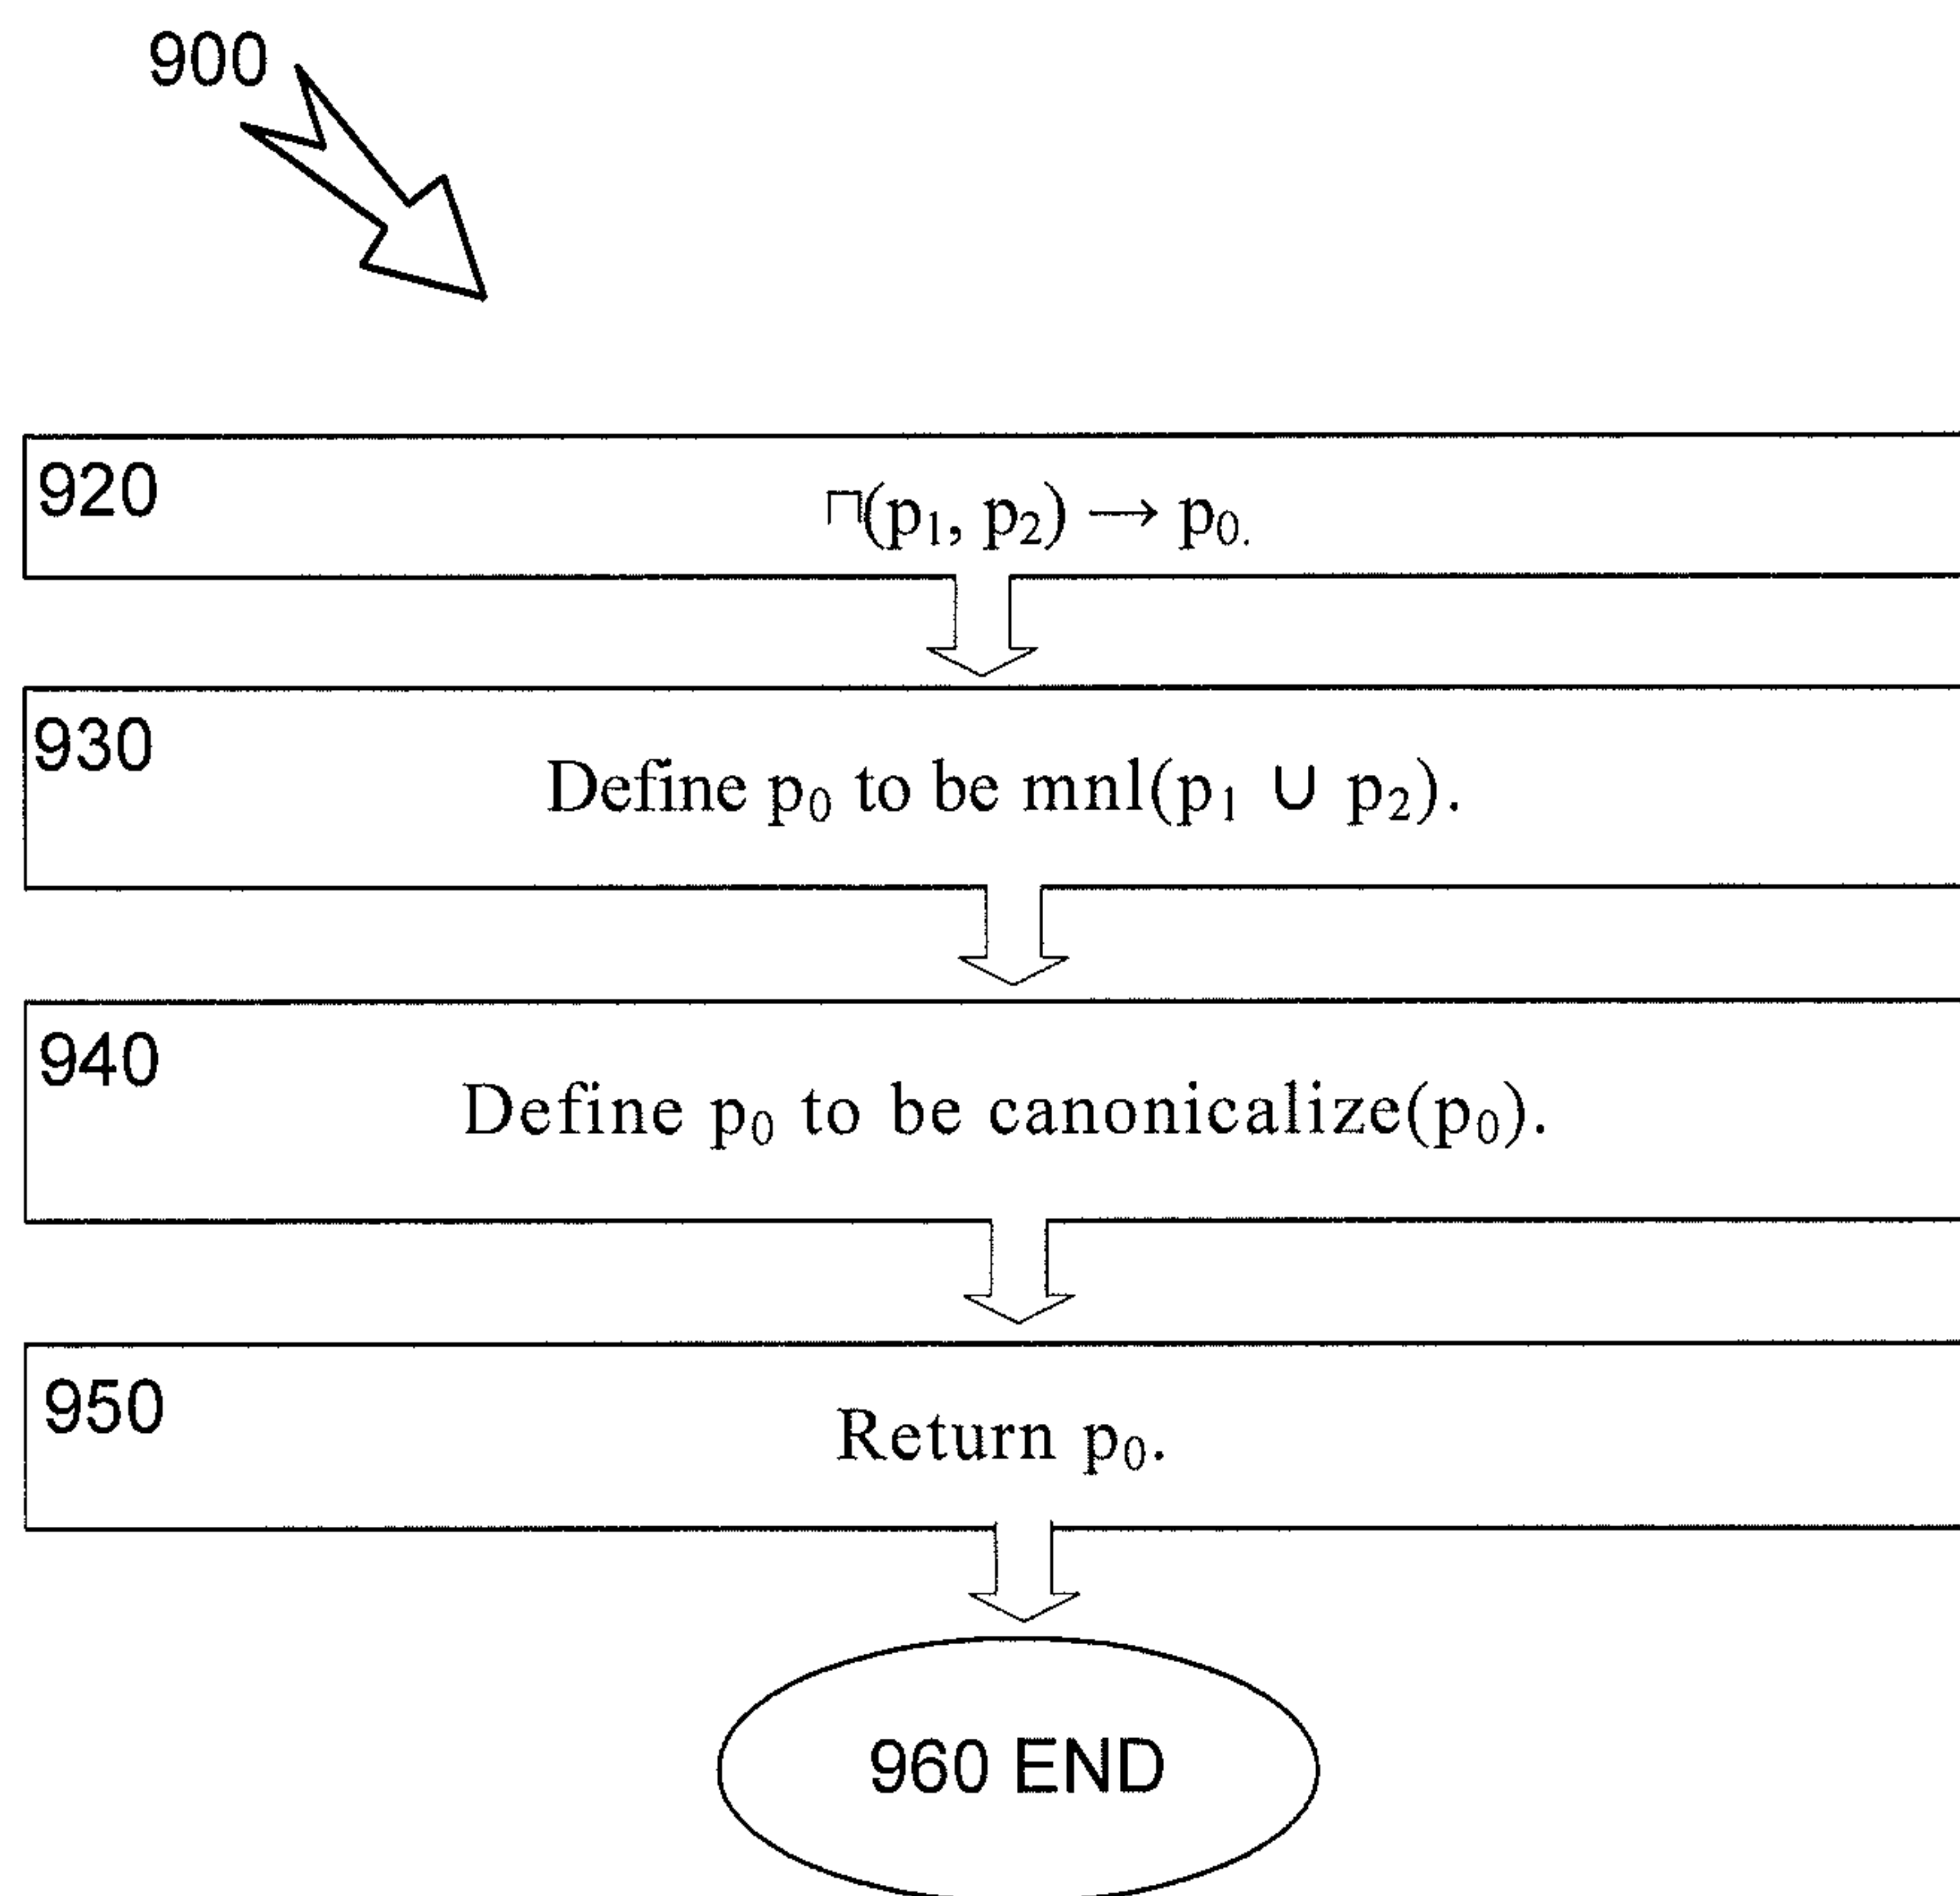 900
920
⊓(p₁, p₂) → p₀.
930
Define p₀ to be mnl(p₁ ∪ p₂).
940
Define p₀ to be canonicalize(p₀).
950
Return p₀.
960 END